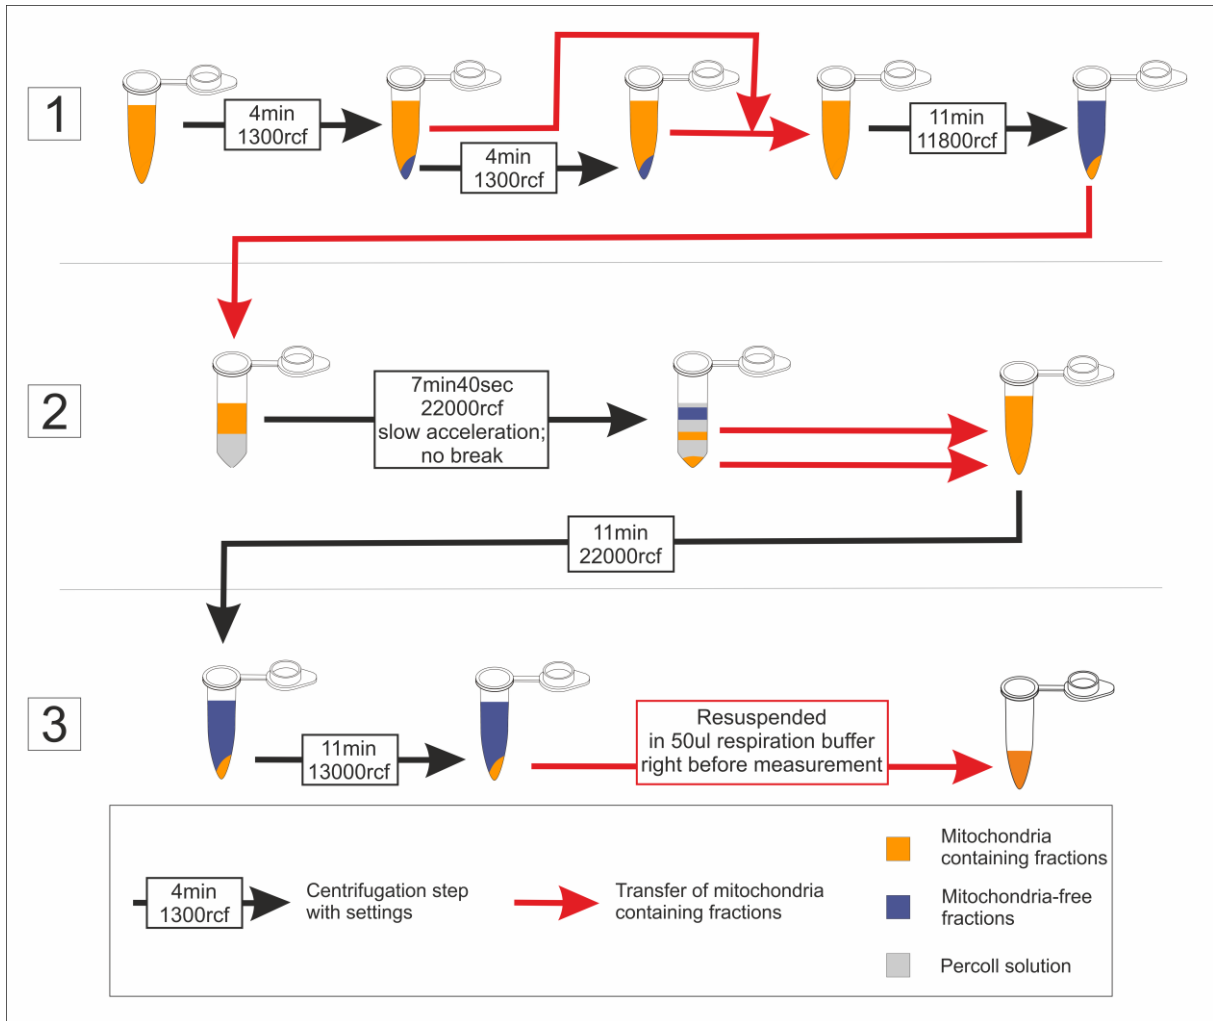 1
4min
1300rcf
4min
1300rcf
11min
11800rcf
2
7min40sec
22000rcf
slow acceleration;
no break
11min
22000rcf
3
11min
13000rcf
Resuspended
in 50ul respiration buffer
right before measurement
4min
1300rcf
Centrifugation step
with settings
Transfer of mitochondria
containing fractions
Mitochondria
containing fractions
Mitochondria-free
fractions
Percoll solution